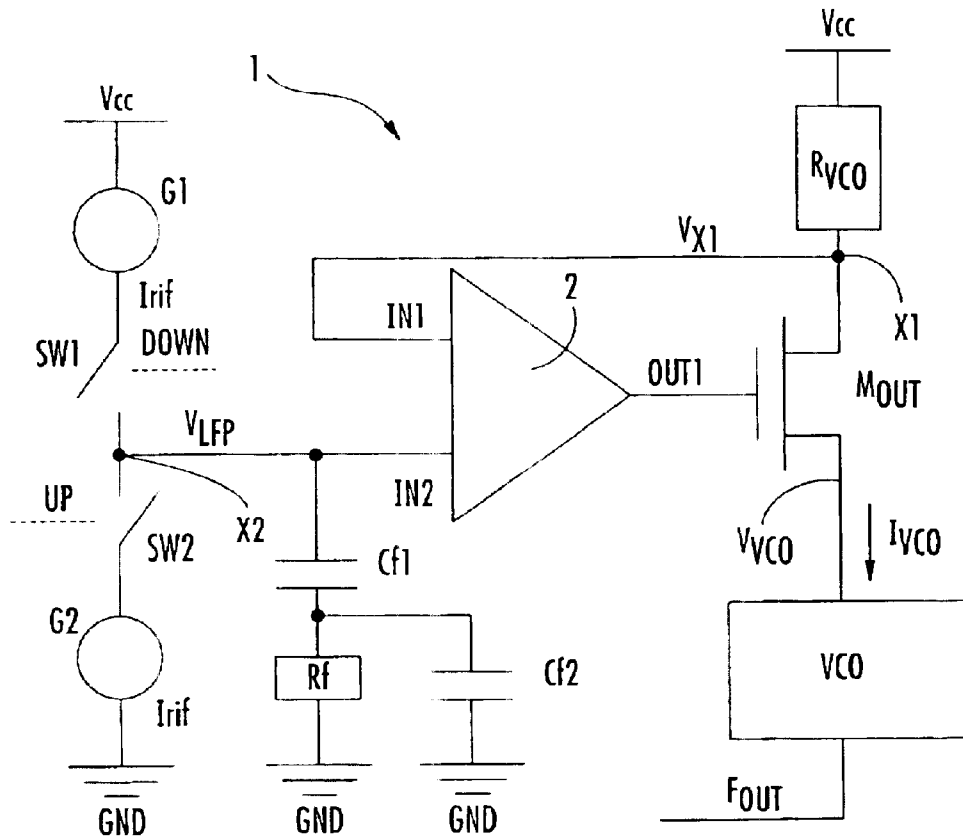 Vcc
1
Vcc
G1
RVCO
VX1
Irif
2
X1
IN1
SW1
DOWN
OUT1
MOUT
VLFP
IN2
UP
X2
SW2
VVCO
IVCO
Cf1
G2
Rf
Cf2
VCO
Irif
GND
GND
GND
FOUT